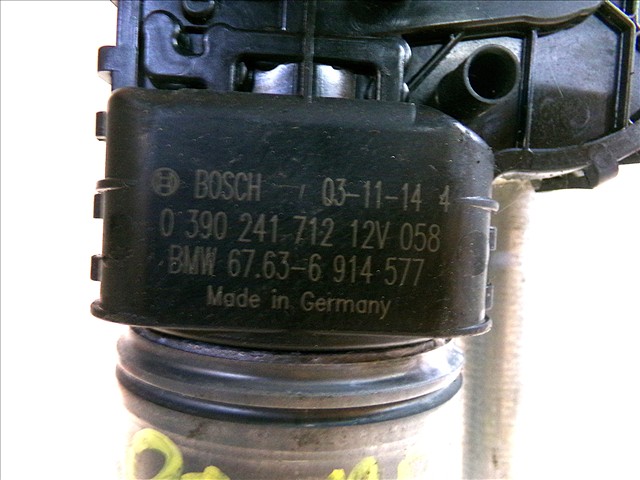 BOSCH 03-11-14 4
0 390 241 712 12V 058
BMW 67.63-6 914 577
Made in Germany